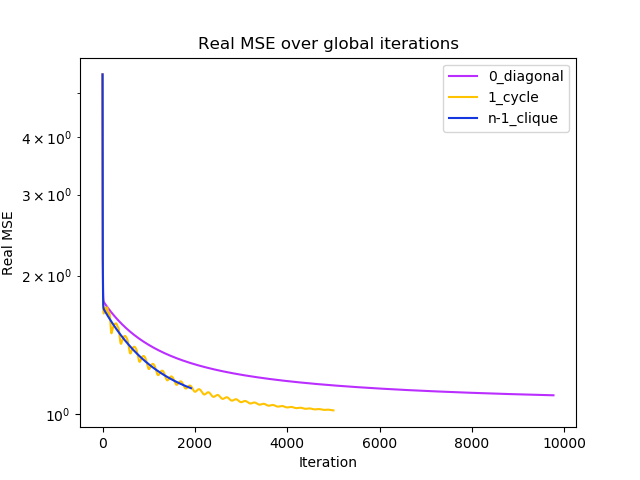 Real MSE over global iterations
0_diagonal
1_cycle
n-1_clique
4 × 10⁰
3 × 10⁰
2 × 10⁰
10⁰
Real MSE
0 2000 4000 6000 8000 10000
Iteration